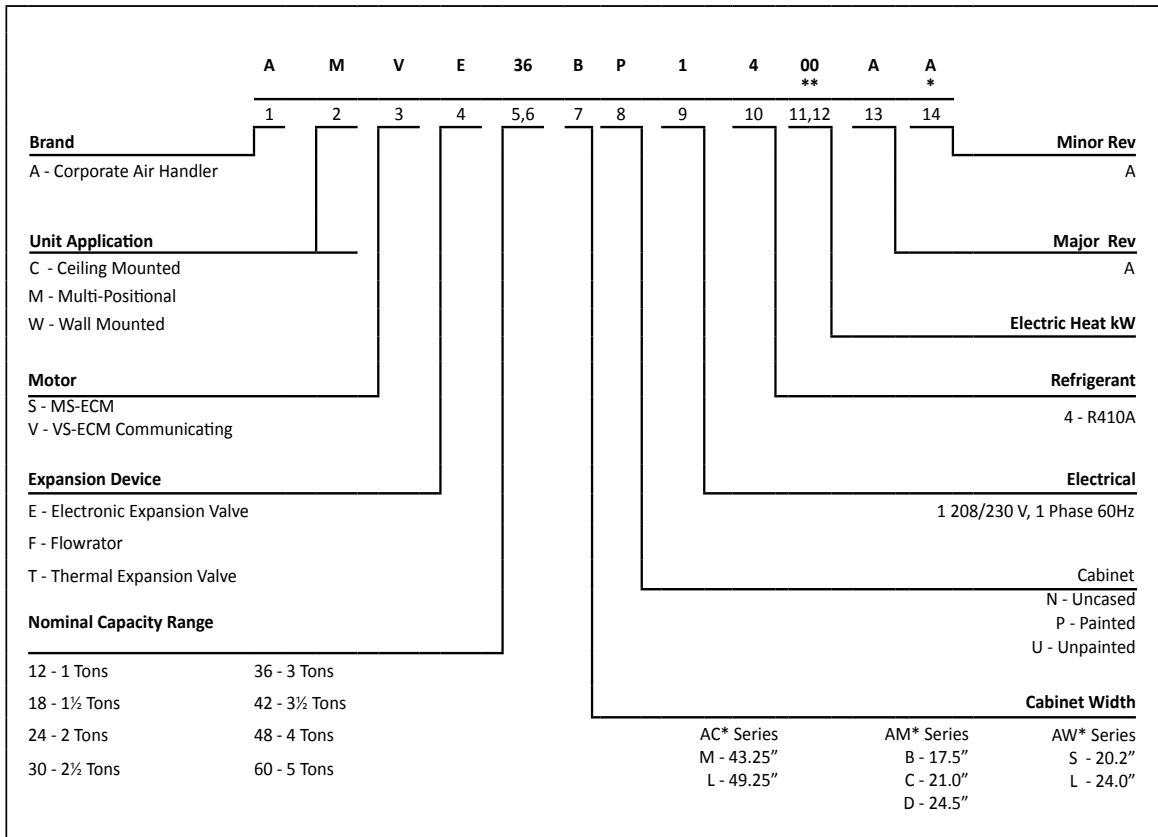 A M V E 36 B P 1 4 00 A A
** *
1 2 3 4 5,6 7 8 9 10 11,12 13 14
Brand
A - Corporate Air Handler
Unit Application
C - Ceiling Mounted
M - Multi-Positional
W - Wall Mounted
Motor
S - MS-ECM
V - VS-ECM Communicating
Expansion Device
E - Electronic Expansion Valve
F - Flowrator
T - Thermal Expansion Valve
Nominal Capacity Range
12 - 1 Tons 36 - 3 Tons
18 - 1½ Tons 42 - 3½ Tons
24 - 2 Tons 48 - 4 Tons
30 - 2½ Tons 60 - 5 Tons
Minor Rev
A
Major Rev
A
Electric Heat kW
Refrigerant
4 - R410A
Electrical
1 208/230 V, 1 Phase 60Hz
Cabinet
N - Uncased
P - Painted
U - Unpainted
Cabinet Width
AC* Series AM* Series AW* Series
M - 43.25” B - 17.5” S - 20.2”
L - 49.25” C - 21.0” L - 24.0”
D - 24.5”